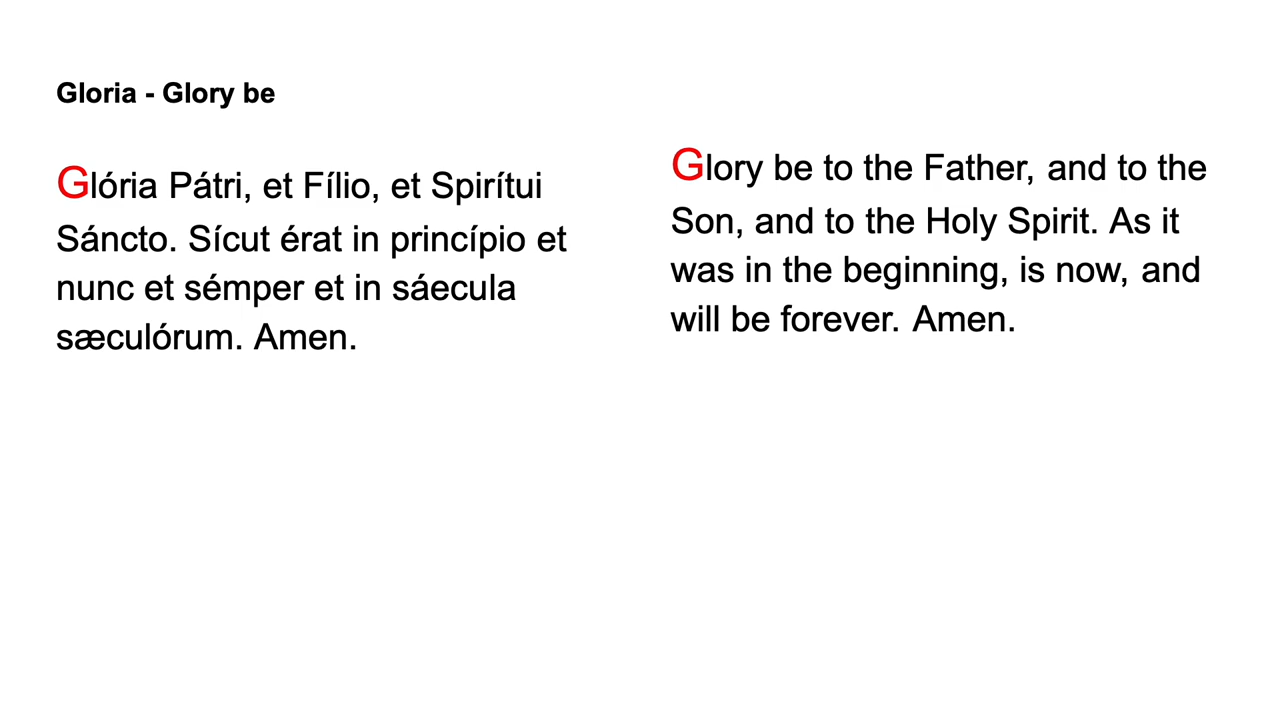 Gloria - Glory be
Glória Pátri, et Fílio, et Spirítui
Sáncto. Sícut érat in princípio et
nunc et sémper et in sáecula
sæculórum. Amen.
Glory be to the Father, and to the
Son, and to the Holy Spirit. As it
was in the beginning, is now, and
will be forever. Amen.